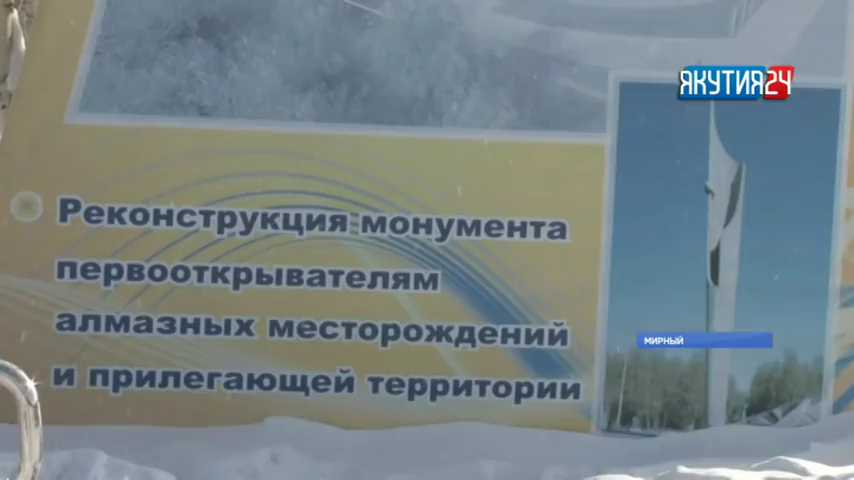 ЯКУТИЯ24
Реконструкция монумента
первооткрывателям
алмазных месторождений
и прилегающей территории
МИРНЫЙ